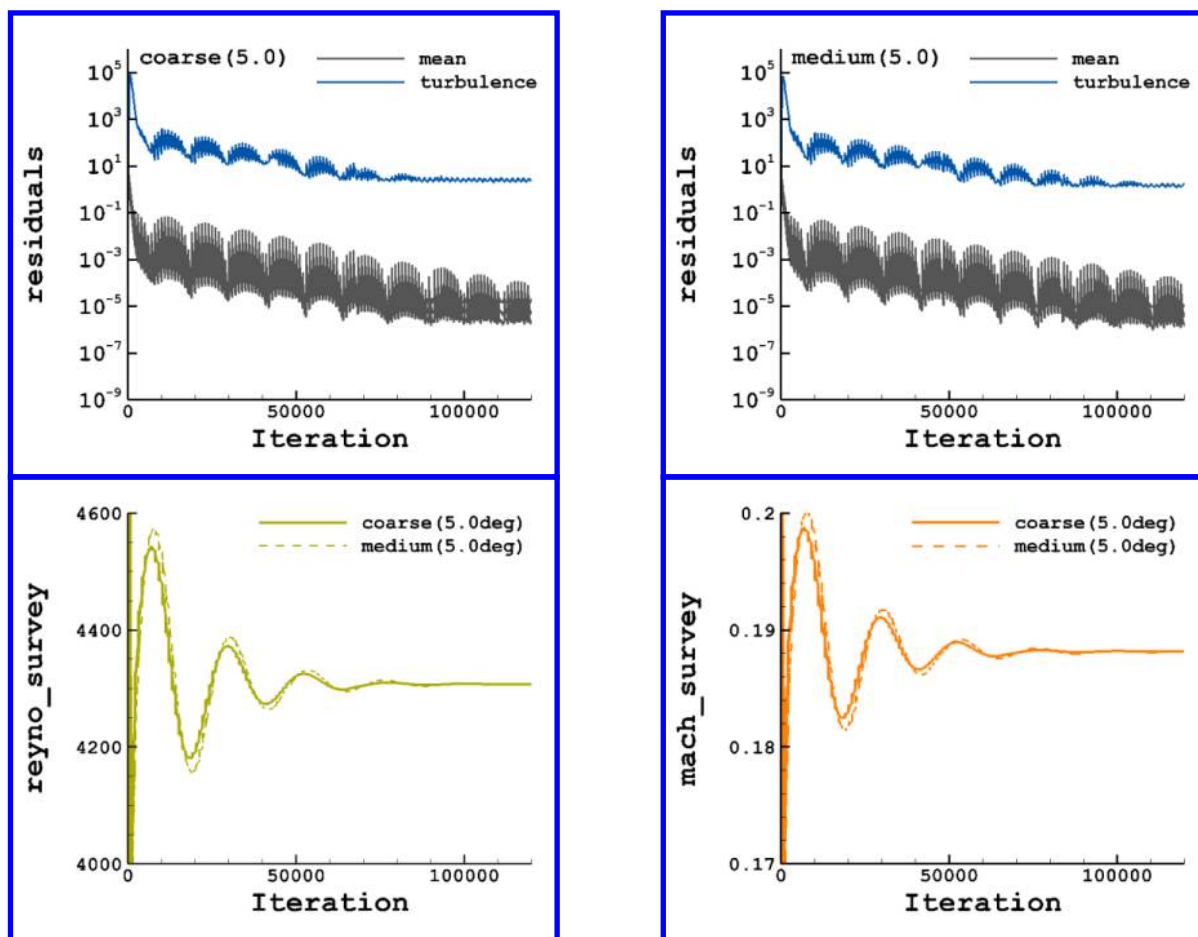 coarse(5.0)
mean
turbulence
10^5
10^3
10^1
10^-1
10^-3
10^-5
10^-7
10^-9
residuals
0
50000
100000
Iteration
medium(5.0)
mean
turbulence
10^5
10^3
10^1
10^-1
10^-3
10^-5
10^-7
10^-9
residuals
0
50000
100000
Iteration
coarse(5.0deg)
medium(5.0deg)
4600
4400
4200
4000
reyno_survey
0
50000
100000
Iteration
coarse(5.0deg)
medium(5.0deg)
0.2
0.19
0.18
0.17
mach_survey
0
50000
100000
Iteration